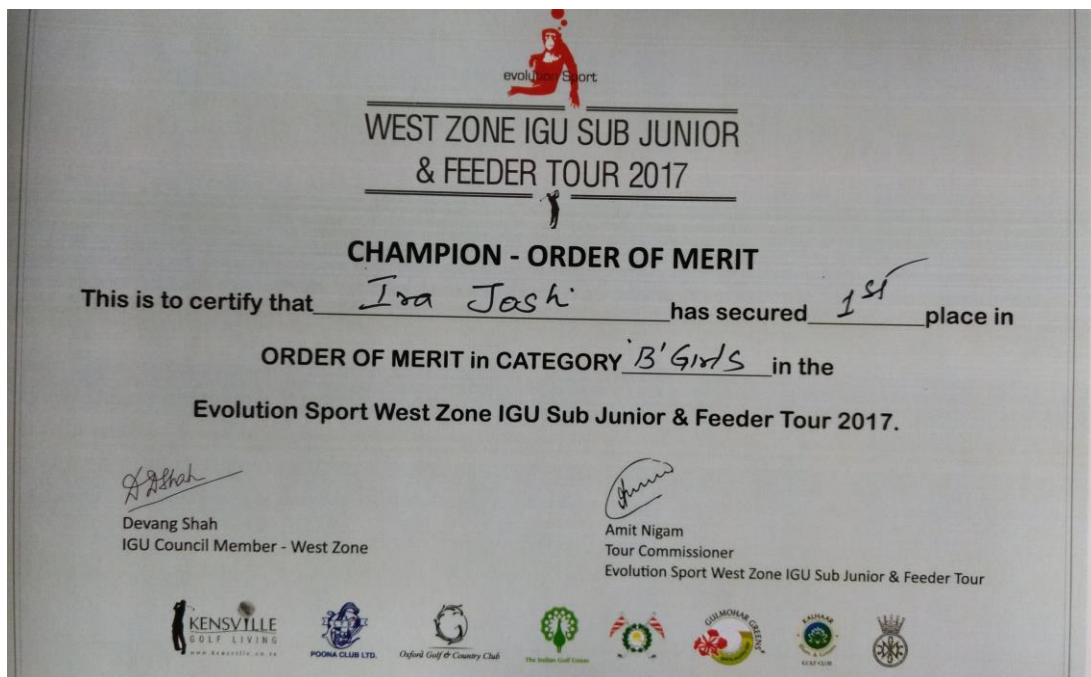 evolution Sport
WEST ZONE IGU SUB JUNIOR
& FEEDER TOUR 2017
CHAMPION - ORDER OF MERIT
This is to certify that Ira Joshi has secured 1st place in
ORDER OF MERIT in CATEGORY 'B' Girls in the
Evolution Sport West Zone IGU Sub Junior & Feeder Tour 2017.
Devang Shah
IGU Council Member - West Zone
Amit Nigam
Tour Commissioner
Evolution Sport West Zone IGU Sub Junior & Feeder Tour
KENSVILLE
GOLF LIVING
POONA CLUB LTD.
Oxford Golf & Country Club
The Indian Golf Union
GULMOHAR GREENS
KALHAAR
GOLF CLUB